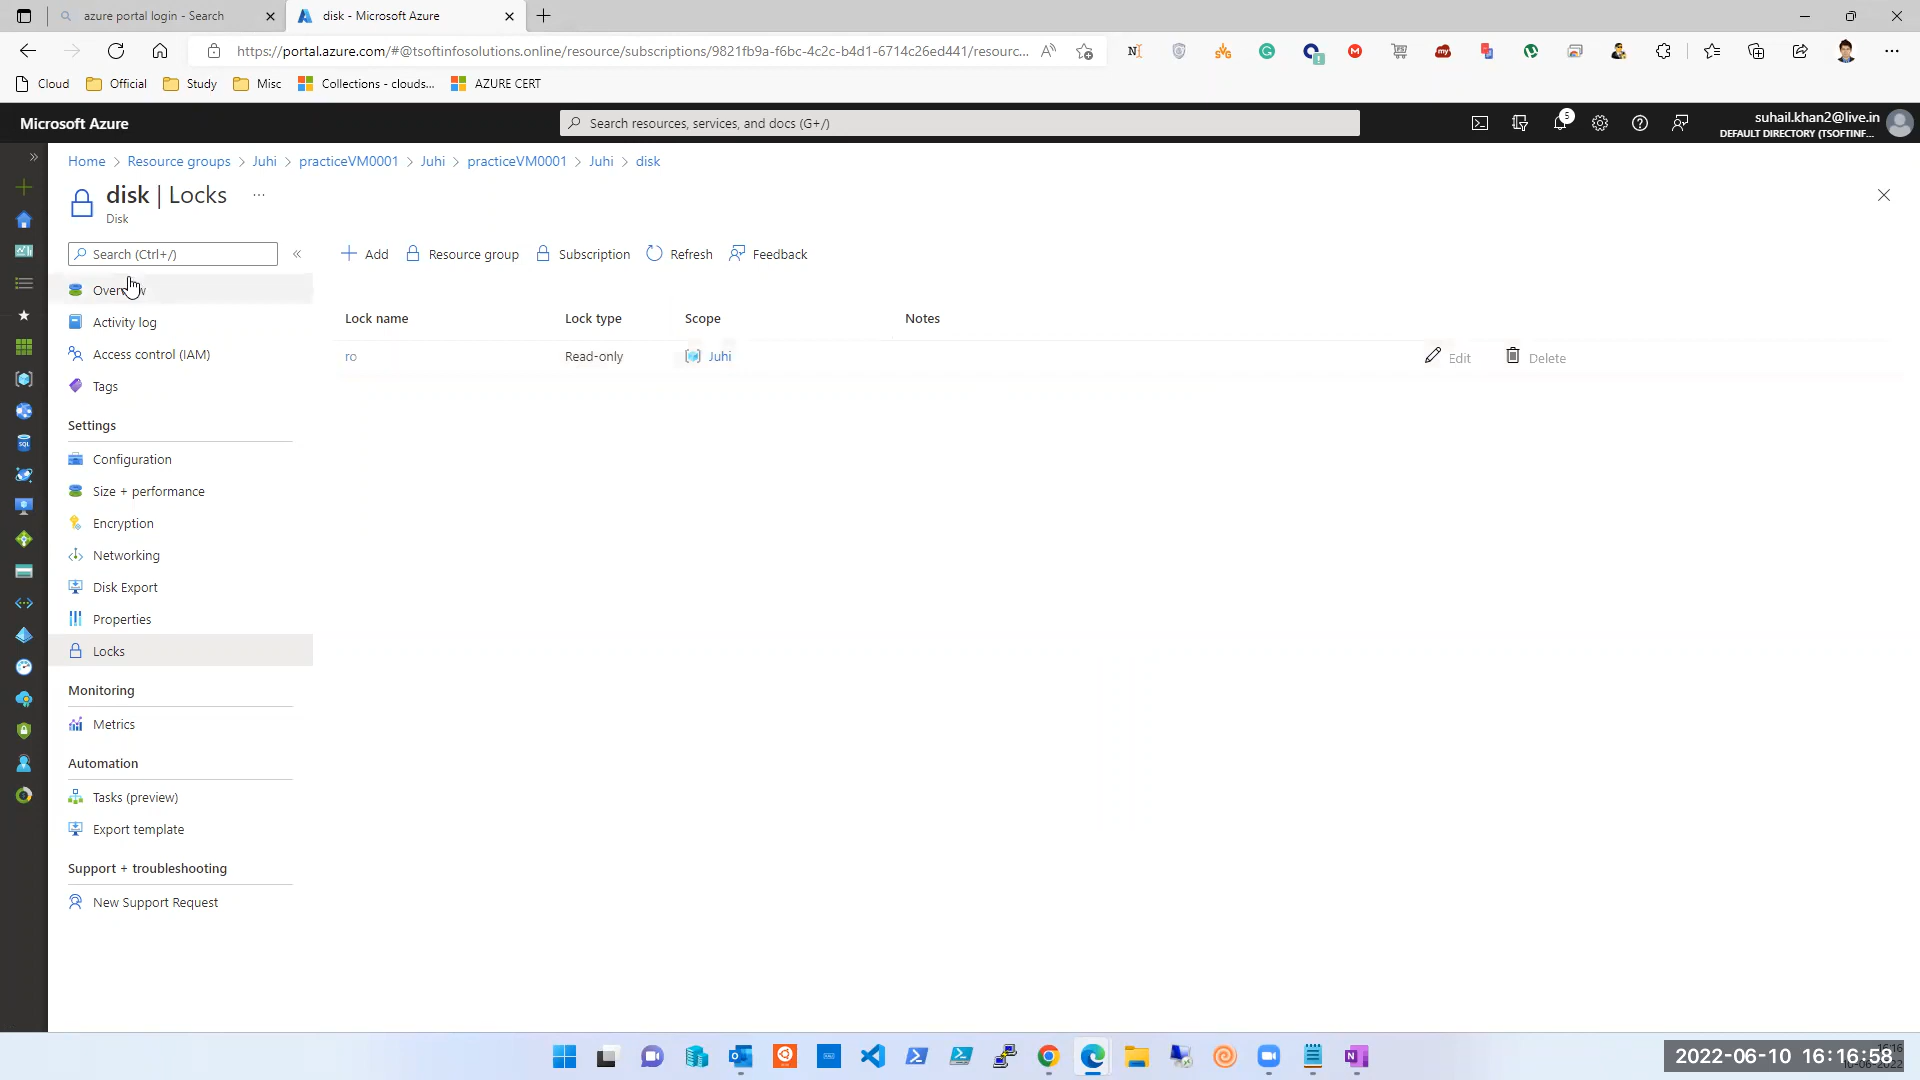 azure portal login - Search
disk - Microsoft Azure
https://portal.azure.com/#@tsoftinfosolutions.online/resource/subscriptions/9821fb9a-f6bc-4c2c-b4d1-6714c26ed441/resourc...
Cloud
Official
Study
Misc
Collections - clouds...
AZURE CERT
Microsoft Azure
Search resources, services, and docs (G+/)
5
suhail.khan2@live.in
DEFAULT DIRECTORY (TSOFTINF...
Home > Resource groups > Juhi > practiceVM0001 > Juhi > practiceVM0001 > Juhi > disk
disk | Locks ...
Disk
Search (Ctrl+/)
Add
Resource group
Subscription
Refresh
Feedback
Overview
Activity log
Access control (IAM)
Tags
Settings
Configuration
Size + performance
Encryption
Networking
Disk Export
Properties
Locks
Monitoring
Metrics
Automation
Tasks (preview)
Export template
Support + troubleshooting
New Support Request
Lock name Lock type Scope Notes
ro Read-only Juhi Edit Delete
2022-06-10 16:16:58